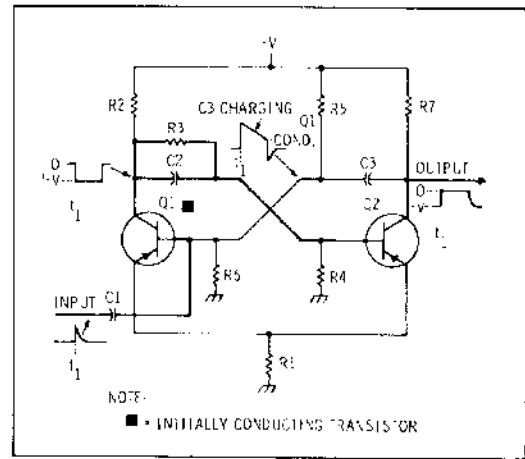 -V
R2
R5
R7
C3 CHARGING
Q1
COND.
R3
t1
C2
C3
OUTPUT
0
-V
t1
Q1
Q2
0
-V
R6
R4
INPUT
C1
t1
R1
NOTE:
■ = INITIALLY CONDUCTING TRANSISTOR